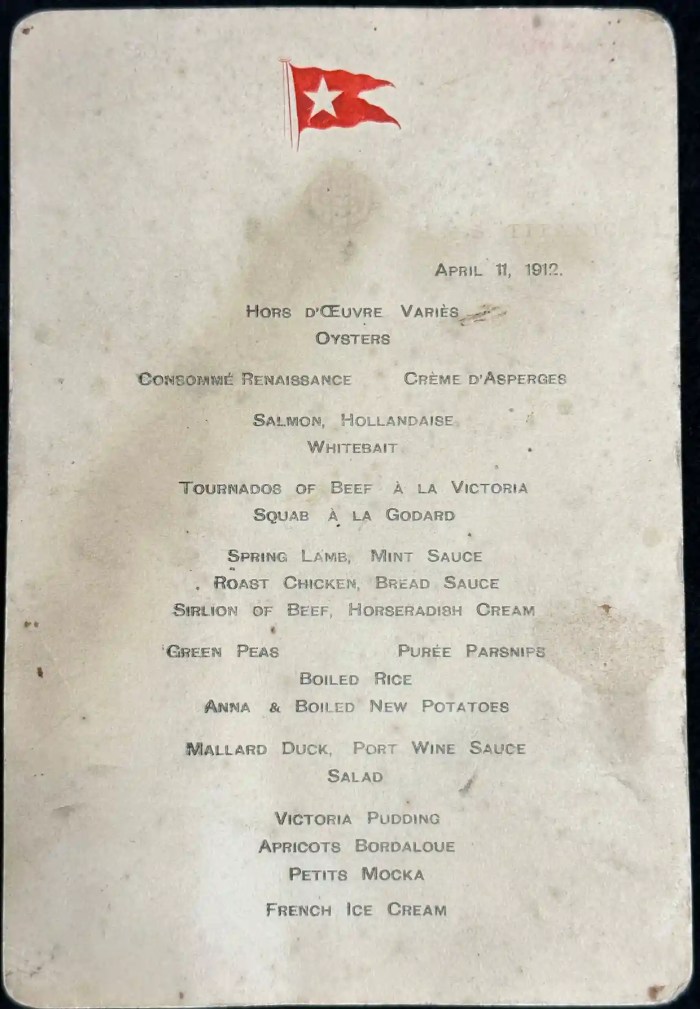 TITANIC
APRIL 11, 1912.
HORS D'ŒUVRE VARIÈS
OYSTERS
CONSOMMÉ RENAISSANCE CRÈME D'ASPERGES
SALMON, HOLLANDAISE
WHITEBAIT
TOURNADOS OF BEEF À LA VICTORIA
SQUAB À LA GODARD
SPRING LAMB, MINT SAUCE
ROAST CHICKEN, BREAD SAUCE
SIRLION OF BEEF, HORSERADISH CREAM
GREEN PEAS PURÉE PARSNIPS
BOILED RICE
ANNA & BOILED NEW POTATOES
MALLARD DUCK, PORT WINE SAUCE
SALAD
VICTORIA PUDDING
APRICOTS BORDALOUE
PETITS MOCKA
FRENCH ICE CREAM